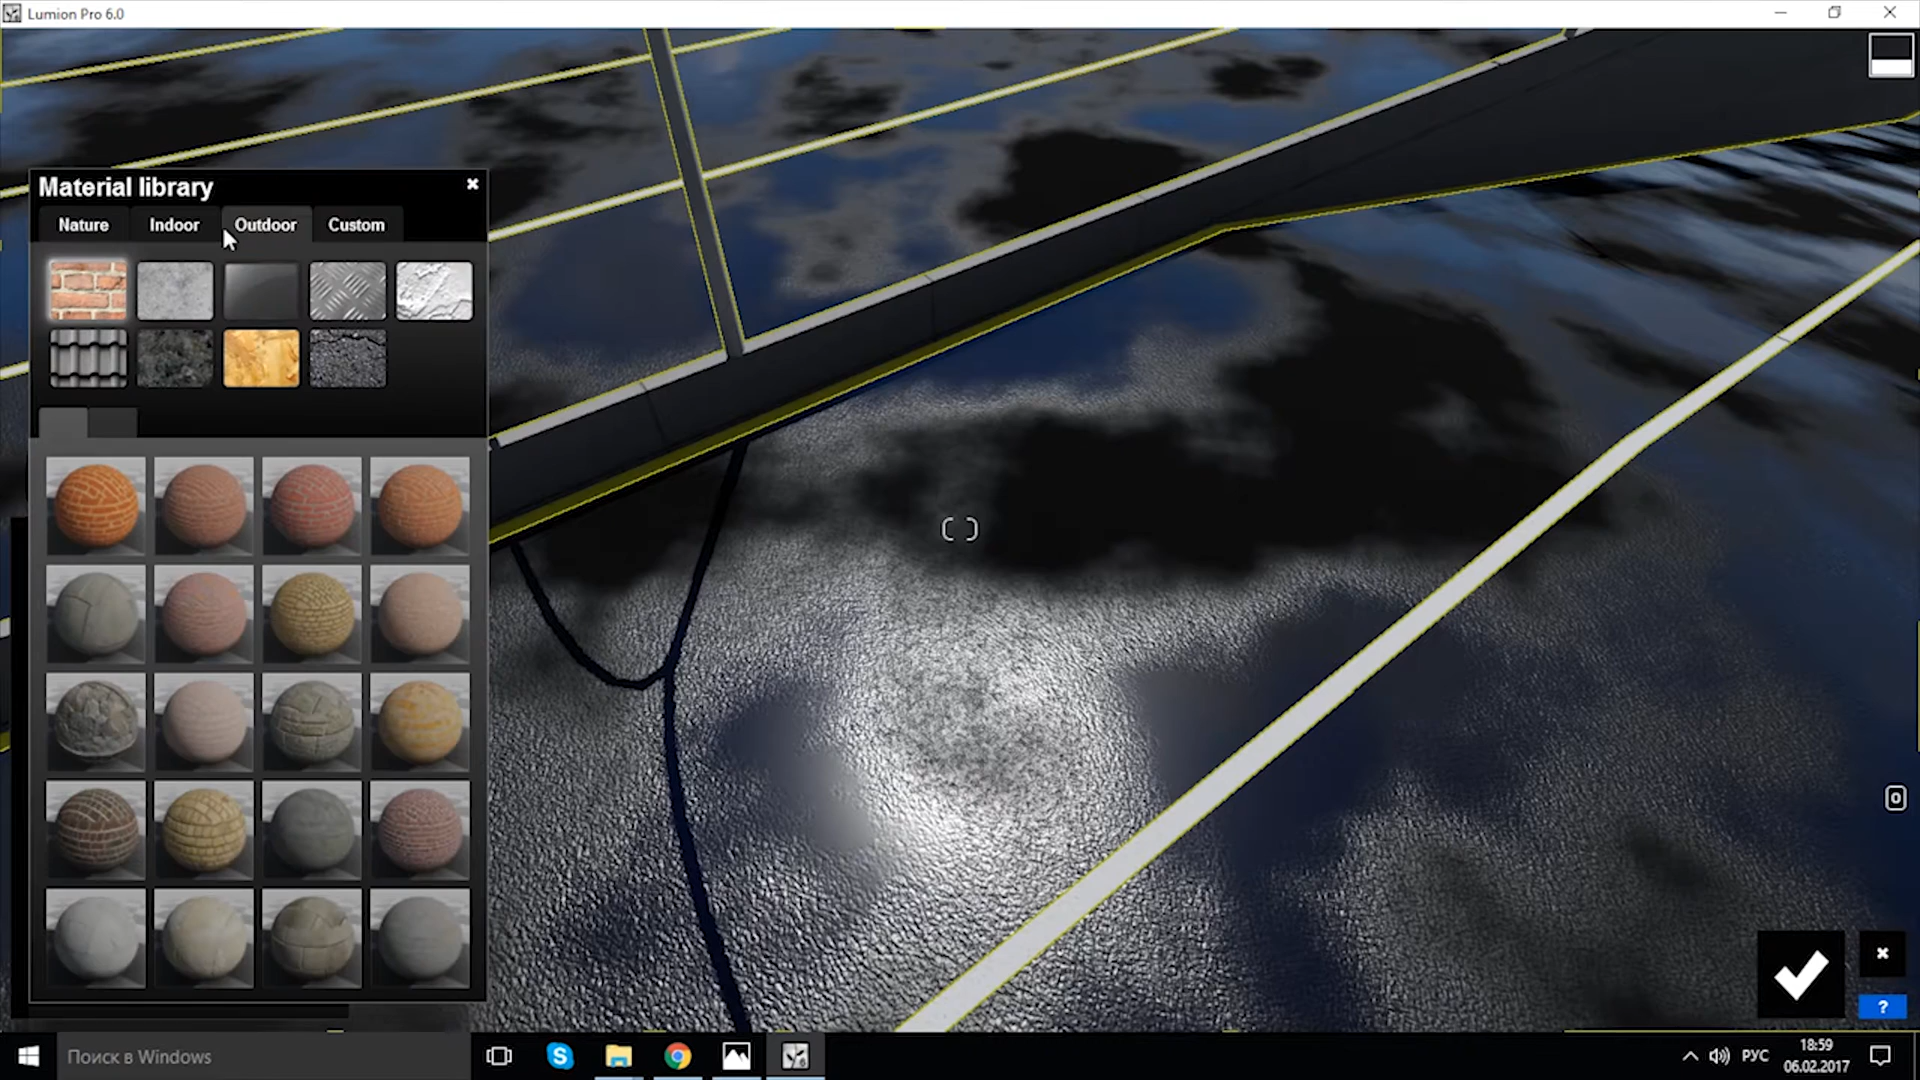 Lumion Pro 6.0
Material library
Nature Indoor Outdoor Custom
?
Поиск в Windows
РУС
18:59
06.02.2017